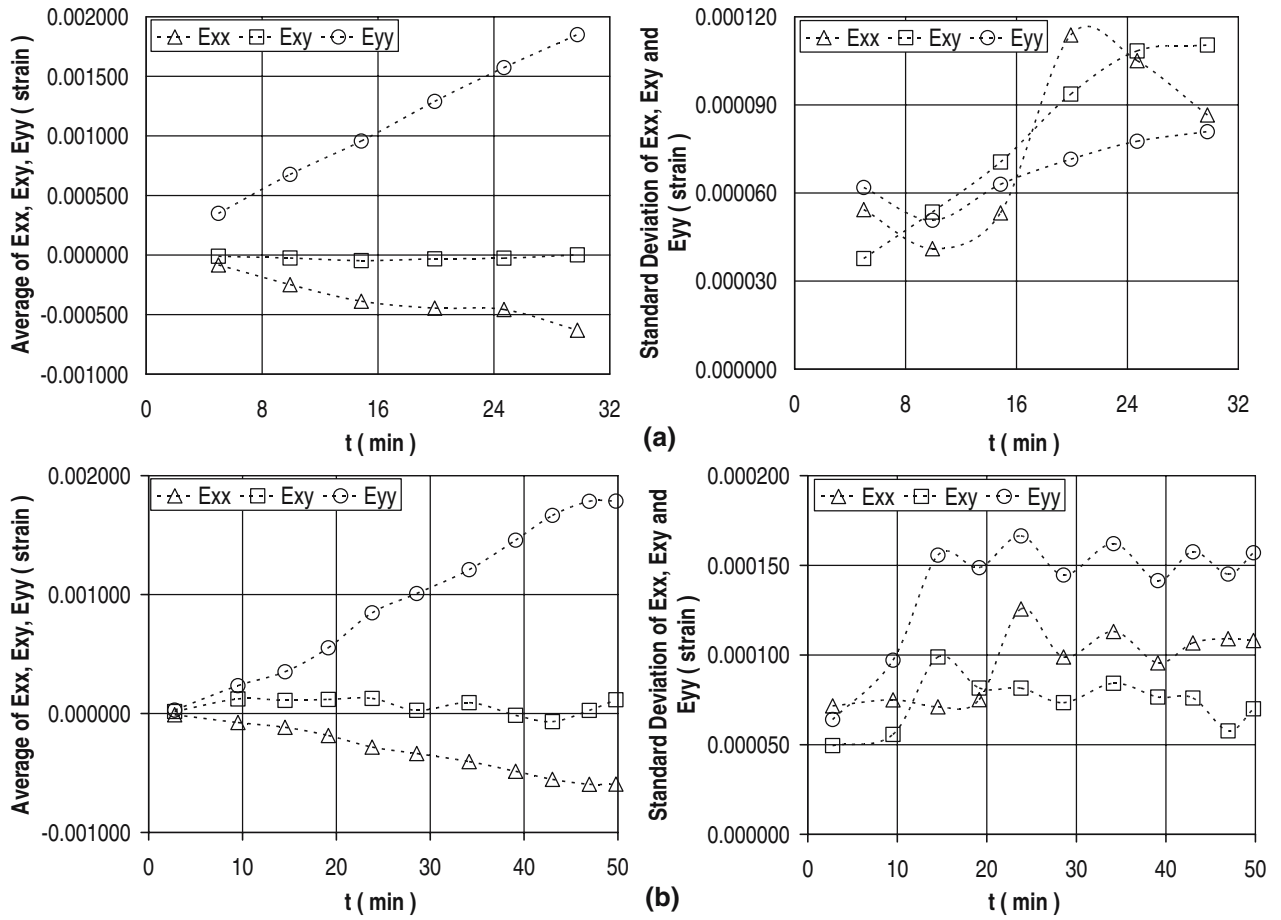 Average of Exx, Exy, Eyy ( strain )
0.002000
0.001500
0.001000
0.000500
0.000000
-0.000500
-0.001000
Exx Exy Eyy
0 8 16 24 32
t ( min )
Standard Deviation of Exx, Exy and
Eyy ( strain )
0.000120
0.000090
0.000060
0.000030
0.000000
Exx Exy Eyy
0 8 16 24 32
t ( min )
(a)
Average of Exx, Exy, Eyy ( strain )
0.002000
0.001000
0.000000
-0.001000
Exx Exy Eyy
0 10 20 30 40 50
t ( min )
Standard Deviation of Exx, Exy and
Eyy ( strain )
0.000200
0.000150
0.000100
0.000050
0.000000
Exx Exy Eyy
0 10 20 30 40 50
t ( min )
(b)